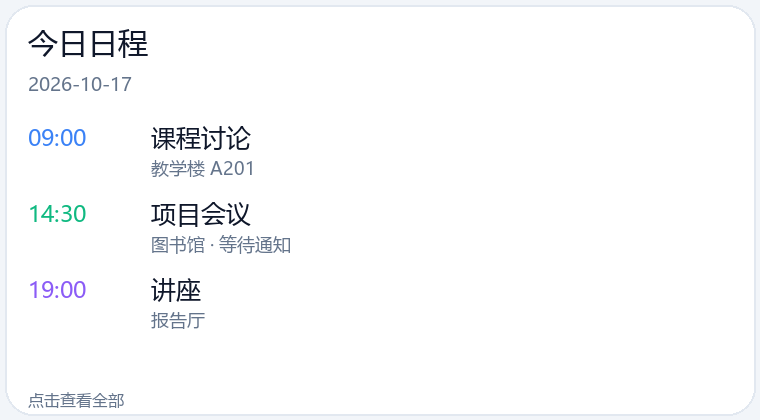 今日日程
2026-10-17
09:00 课程讨论
教学楼 A201
14:30 项目会议
图书馆 · 等待通知
19:00 讲座
报告厅
点击查看全部